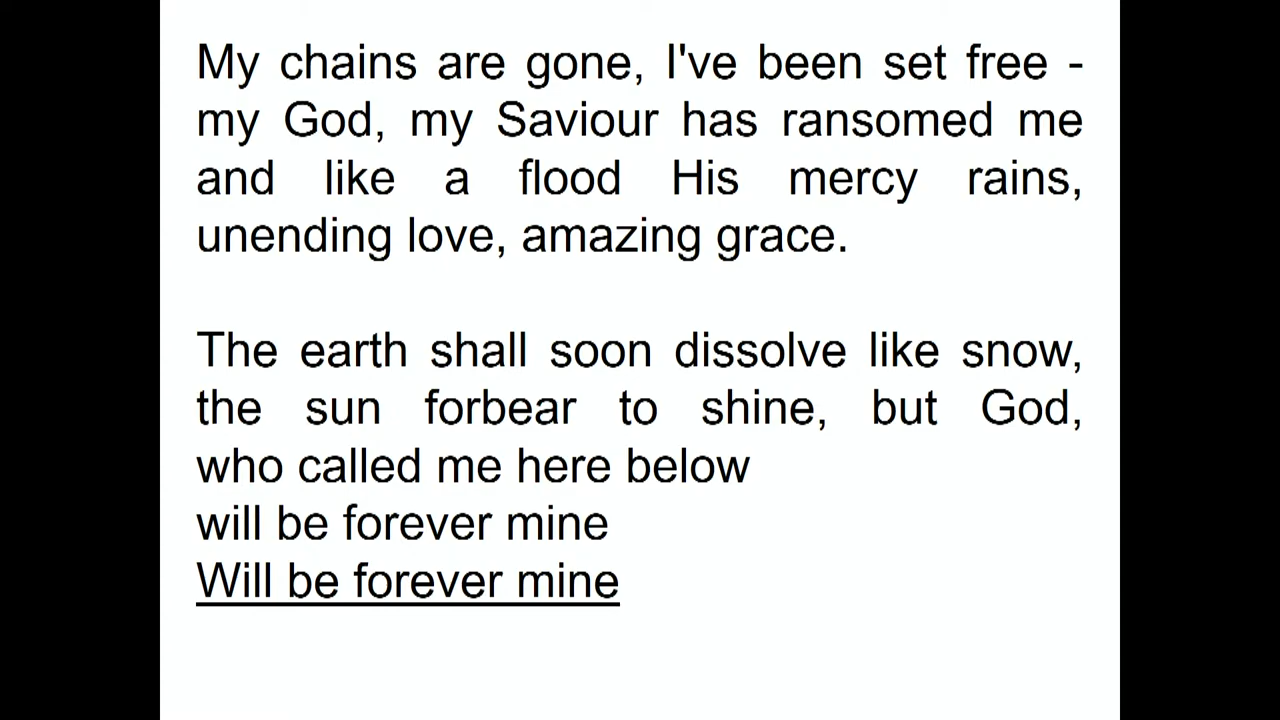 My chains are gone, I've been set free -
my God, my Saviour has ransomed me
and like a flood His mercy rains,
unending love, amazing grace.
The earth shall soon dissolve like snow,
the sun forbear to shine, but God,
who called me here below
will be forever mine
Will be forever mine